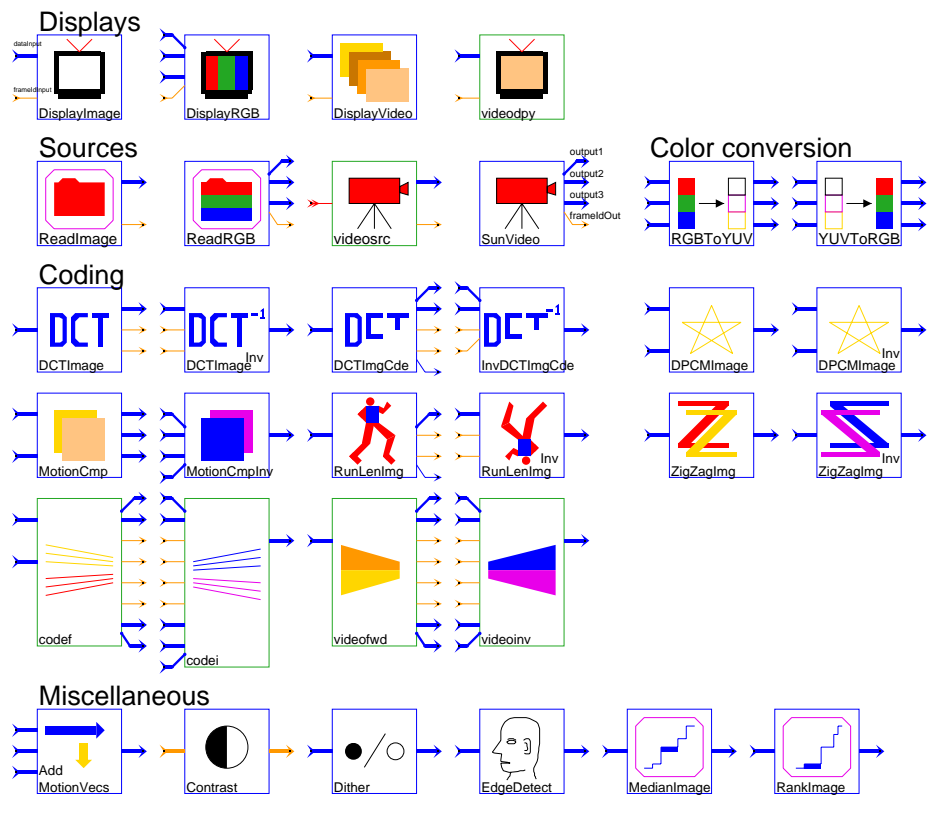 Displays
dataInput
frameIdInput
DisplayImage
DisplayRGB
DisplayVideo
videodpy
Sources
Color conversion
output1
output2
output3
frameIdOut
ReadImage
ReadRGB
videosrc
SunVideo
RGBToYUV
YUVToRGB
Coding
DCT
DCT-1
DCT
DCT-1
DCTImage
DCTImage Inv
DCTImgCde
InvDCTImgCde
DPCMImage
DPCMImage Inv
MotionCmp
MotionCmpInv
RunLenImg
RunLenImg Inv
ZigZagImg
ZigZagImg Inv
codef
codei
videofwd
videoinv
Miscellaneous
Add
MotionVecs
Contrast
Dither
EdgeDetect
MedianImage
RankImage